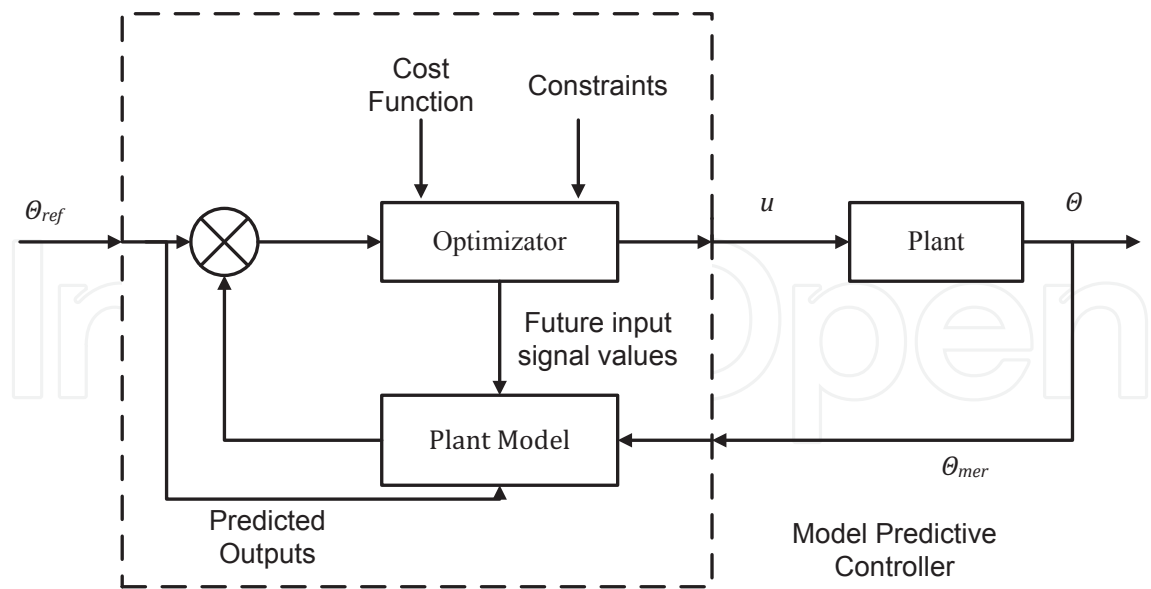 Cost
Function
Constraints
Θref
Optimizator
u
Plant
Θ
Future input
signal values
Plant Model
Θmer
Predicted
Outputs
Model Predictive
Controller